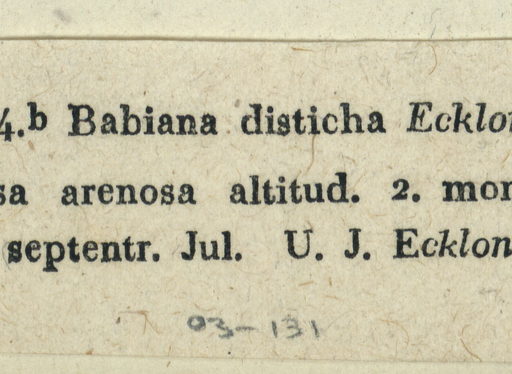 4.b Babiana disticha Ecklon
sa arenosa altitud. 2. mon
septentr. Jul. U. J. Ecklon
03-131